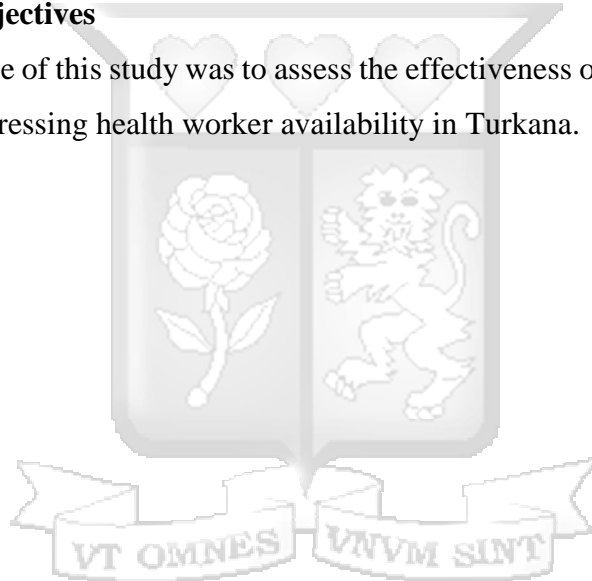 jectives
e of this study was to assess the effectiveness o
ressing health worker availability in Turkana.
VT OMNES VNVM SINT